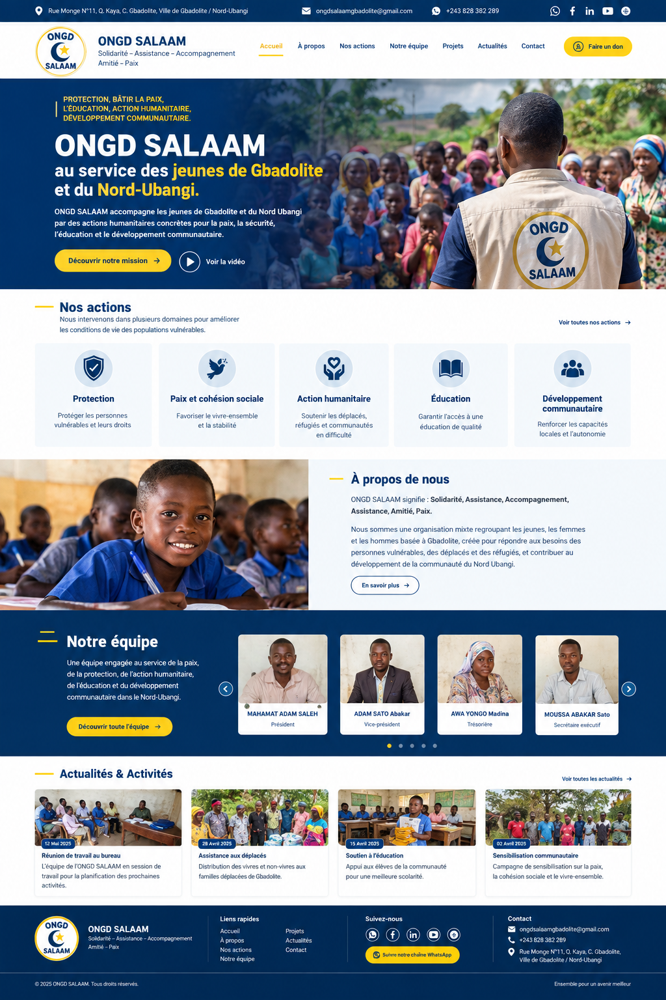 Rue Monge N°11, Q. Kaya, C. Gbadolite, Ville de Gbadolite / Nord-Ubangi
ongdsalaamgbadolite@gmail.com
+243 828 382 289
ONGD
SALAAM
ONGD SALAAM
Solidarité – Assistance – Accompagnement
Amitié – Paix
Accueil
À propos
Nos actions
Notre équipe
Projets
Actualités
Contact
Faire un don
PROTECTION, BÂTIR LA PAIX,
L'ÉDUCATION, ACTION HUMANITAIRE,
DÉVELOPPEMENT COMMUNAUTAIRE.
ONGD SALAAM
au service des jeunes de Gbadolite
et du Nord-Ubangi.
ONGD SALAAM accompagne les jeunes de Gbadolite et du Nord Ubangi
par des actions humanitaires concrètes pour la paix, la sécurité,
l'éducation et le développement communautaire.
Découvrir notre mission →
Voir la vidéo
ONGD
SALAAM
Nos actions
Nous intervenons dans plusieurs domaines pour améliorer
les conditions de vie des populations vulnérables.
Voir toutes nos actions →
Protection
Protéger les personnes
vulnérables et leurs droits
Paix et cohésion sociale
Favoriser le vivre-ensemble
et la stabilité
Action humanitaire
Soutenir les déplacés,
réfugiés et communautés
en difficulté
Éducation
Garantir l'accès à une
éducation de qualité
Développement
communautaire
Renforcer les capacités
locales et l'autonomie
À propos de nous
ONGD SALAAM signifie : Solidarité, Assistance, Accompagnement,
Assistance, Amitié, Paix.
Nous sommes une organisation mixte regroupant les jeunes, les femmes
et les hommes basée à Gbadolite, créée pour répondre aux besoins des
personnes vulnérables, des déplacés et des réfugiés, et contribuer au
développement de la communauté du Nord Ubangi.
En savoir plus →
Notre équipe
Une équipe engagée au service de la paix,
de la protection, de l'action humanitaire,
de l'éducation et du développement
communautaire dans le Nord-Ubangi.
Découvrir toute l'équipe →
MAHAMAT ADAM SALEH
Président
ADAM SATO Abakar
Vice-président
AWA YONGO Madina
Trésorière
MOUSSA ABAKAR Sato
Secrétaire exécutif
Actualités & Activités
Voir toutes les actualités →
12 Mai 2025
Réunion de travail au bureau
L'équipe de l'ONGD SALAAM en session de
travail pour la planification des prochaines
activités.
28 Avril 2025
Assistance aux déplacés
Distribution des vivres et non-vivres aux
familles déplacées de Gbadolite.
15 Avril 2025
Soutien à l'éducation
Appui aux élèves de la communauté
pour une meilleure scolarité.
02 Avril 2025
Sensibilisation communautaire
Campagne de sensibilisation sur la paix,
la cohésion sociale et le vivre-ensemble.
ONGD
SALAAM
ONGD SALAAM
Solidarité – Assistance – Accompagnement
Amitié – Paix
Liens rapides
Accueil
À propos
Nos actions
Notre équipe
Projets
Actualités
Contact
Suivez-nous
Suivre notre chaîne WhatsApp
Contact
ongdsalaamgbadolite@gmail.com
+243 828 382 289
Rue Monge N°11, Q. Kaya, C. Gbadolite,
Ville de Gbadolite / Nord-Ubangi
© 2025 ONGD SALAAM. Tous droits réservés.
Ensemble pour un avenir meilleur